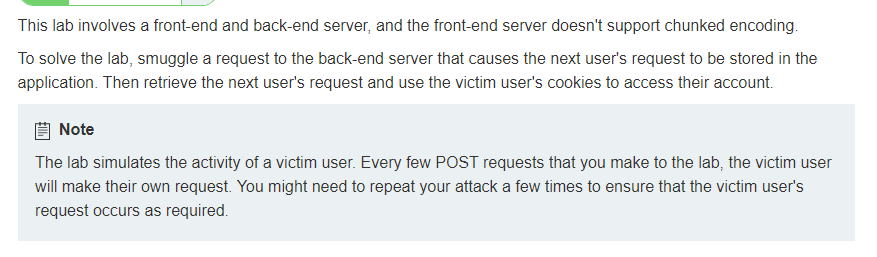 This lab involves a front-end and back-end server, and the front-end server doesn't support chunked encoding.
To solve the lab, smuggle a request to the back-end server that causes the next user's request to be stored in the
application. Then retrieve the next user's request and use the victim user's cookies to access their account.
Note
The lab simulates the activity of a victim user. Every few POST requests that you make to the lab, the victim user
will make their own request. You might need to repeat your attack a few times to ensure that the victim user's
request occurs as required.